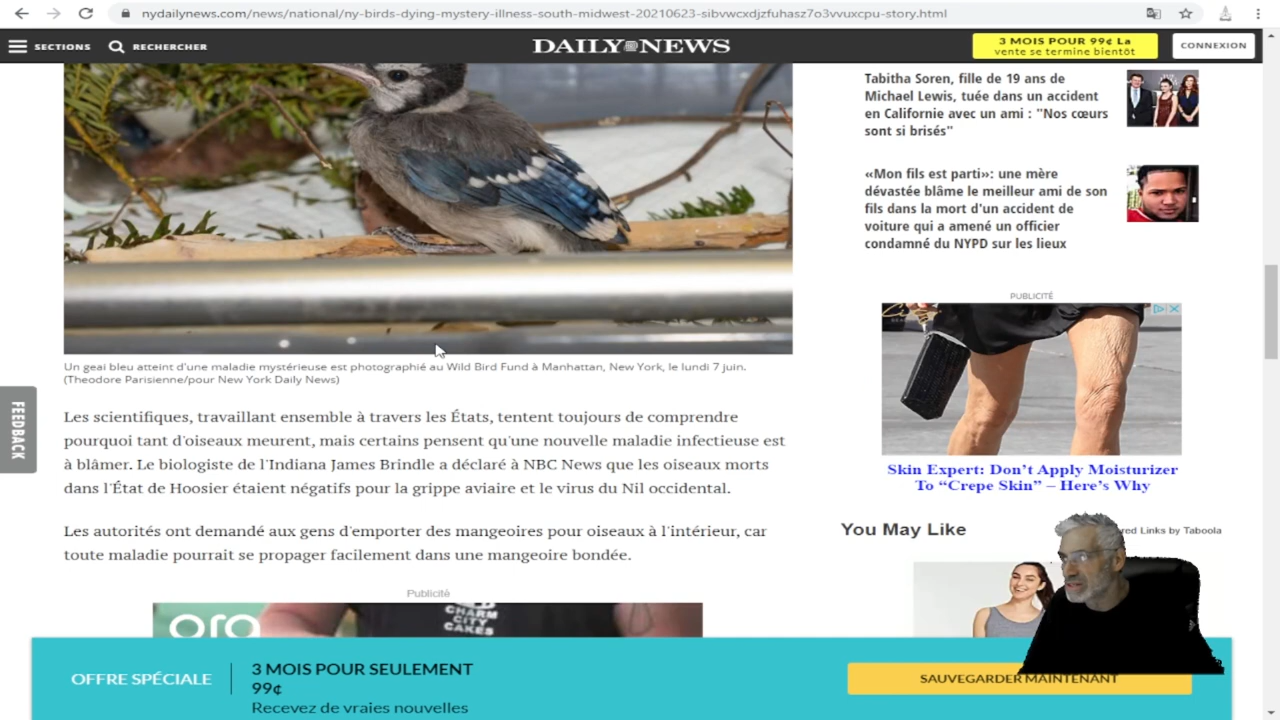 nydailynews.com/news/national/ny-birds-dying-mystery-illness-south-midwest-20210623-sibvwcxdjzfuhasz7o3vvuxcpu-story.html
SECTIONS
RECHERCHER
DAILY NEWS
3 MOIS POUR 99¢ La
vente se termine bientôt
CONNEXION
Tabitha Soren, fille de 19 ans de
Michael Lewis, tuée dans un accident
en Californie avec un ami : "Nos cœurs
sont si brisés"
«Mon fils est parti»: une mère
dévastée blâme le meilleur ami de son
fils dans la mort d'un accident de
voiture qui a amené un officier
condamné du NYPD sur les lieux
PUBLICITÉ
Skin Expert: Don't Apply Moisturizer
To “Crepe Skin” – Here's Why
You May Like
red Links by Taboola
Un geai bleu atteint d'une maladie mystérieuse est photographié au Wild Bird Fund à Manhattan, New York, le lundi 7 juin.
(Theodore Parisienne/pour New York Daily News)
Les scientifiques, travaillant ensemble à travers les États, tentent toujours de comprendre
pourquoi tant d'oiseaux meurent, mais certains pensent qu'une nouvelle maladie infectieuse est
à blâmer. Le biologiste de l'Indiana James Brindle a déclaré à NBC News que les oiseaux morts
dans l'État de Hoosier étaient négatifs pour la grippe aviaire et le virus du Nil occidental.
Les autorités ont demandé aux gens d'emporter des mangeoires pour oiseaux à l'intérieur, car
toute maladie pourrait se propager facilement dans une mangeoire bondée.
FEEDBACK
Publicité
oro
CHARM
CITY
CAKES
OFFRE SPÉCIALE
3 MOIS POUR SEULEMENT
99¢
Recevez de vraies nouvelles
SAUVEGARDER MAINTENANT